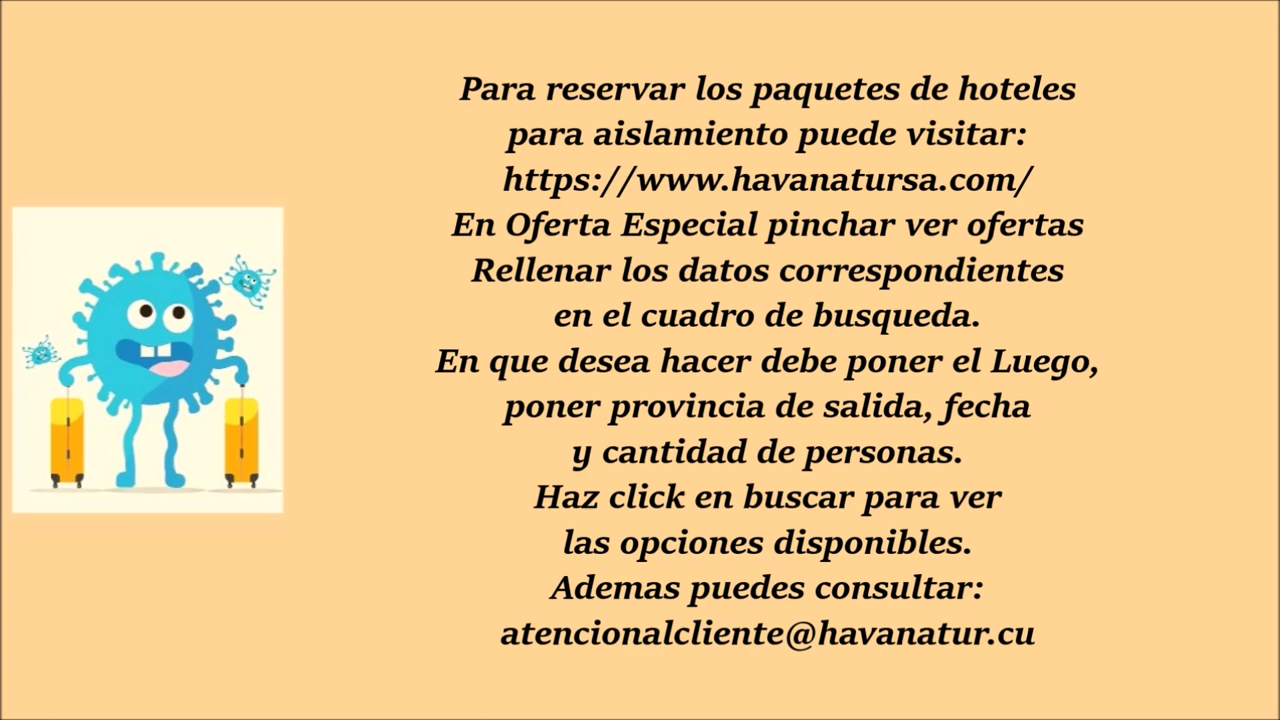 Para reservar los paquetes de hoteles
para aislamiento puede visitar:
https://www.havanatursa.com/
En Oferta Especial pinchar ver ofertas
Rellenar los datos correspondientes
en el cuadro de busqueda.
En que desea hacer debe poner el Luego,
poner provincia de salida, fecha
y cantidad de personas.
Haz click en buscar para ver
las opciones disponibles.
Ademas puedes consultar:
atencionalcliente@havanatur.cu